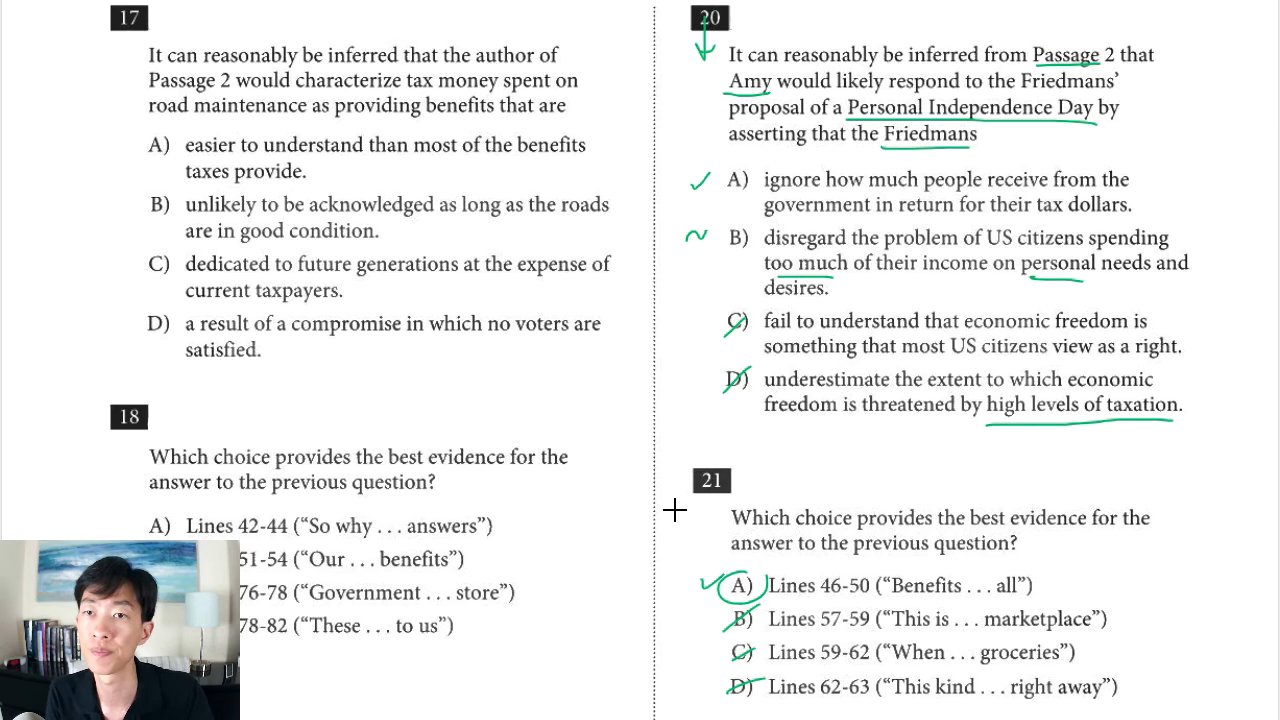 17
It can reasonably be inferred that the author of
Passage 2 would characterize tax money spent on
road maintenance as providing benefits that are
A) easier to understand than most of the benefits
taxes provide.
B) unlikely to be acknowledged as long as the roads
are in good condition.
C) dedicated to future generations at the expense of
current taxpayers.
D) a result of a compromise in which no voters are
satisfied.
18
Which choice provides the best evidence for the
answer to the previous question?
A) Lines 42-44 (“So why . . . answers”)
51-54 (“Our . . . benefits”)
76-78 (“Government . . . store”)
78-82 (“These . . . to us”)
20
It can reasonably be inferred from Passage 2 that
Amy would likely respond to the Friedmans’
proposal of a Personal Independence Day by
asserting that the Friedmans
A) ignore how much people receive from the
government in return for their tax dollars.
B) disregard the problem of US citizens spending
too much of their income on personal needs and
desires.
C) fail to understand that economic freedom is
something that most US citizens view as a right.
D) underestimate the extent to which economic
freedom is threatened by high levels of taxation.
21
Which choice provides the best evidence for the
answer to the previous question?
A) Lines 46-50 (“Benefits . . . all”)
B) Lines 57-59 (“This is . . . marketplace”)
C) Lines 59-62 (“When . . . groceries”)
D) Lines 62-63 (“This kind . . . right away”)